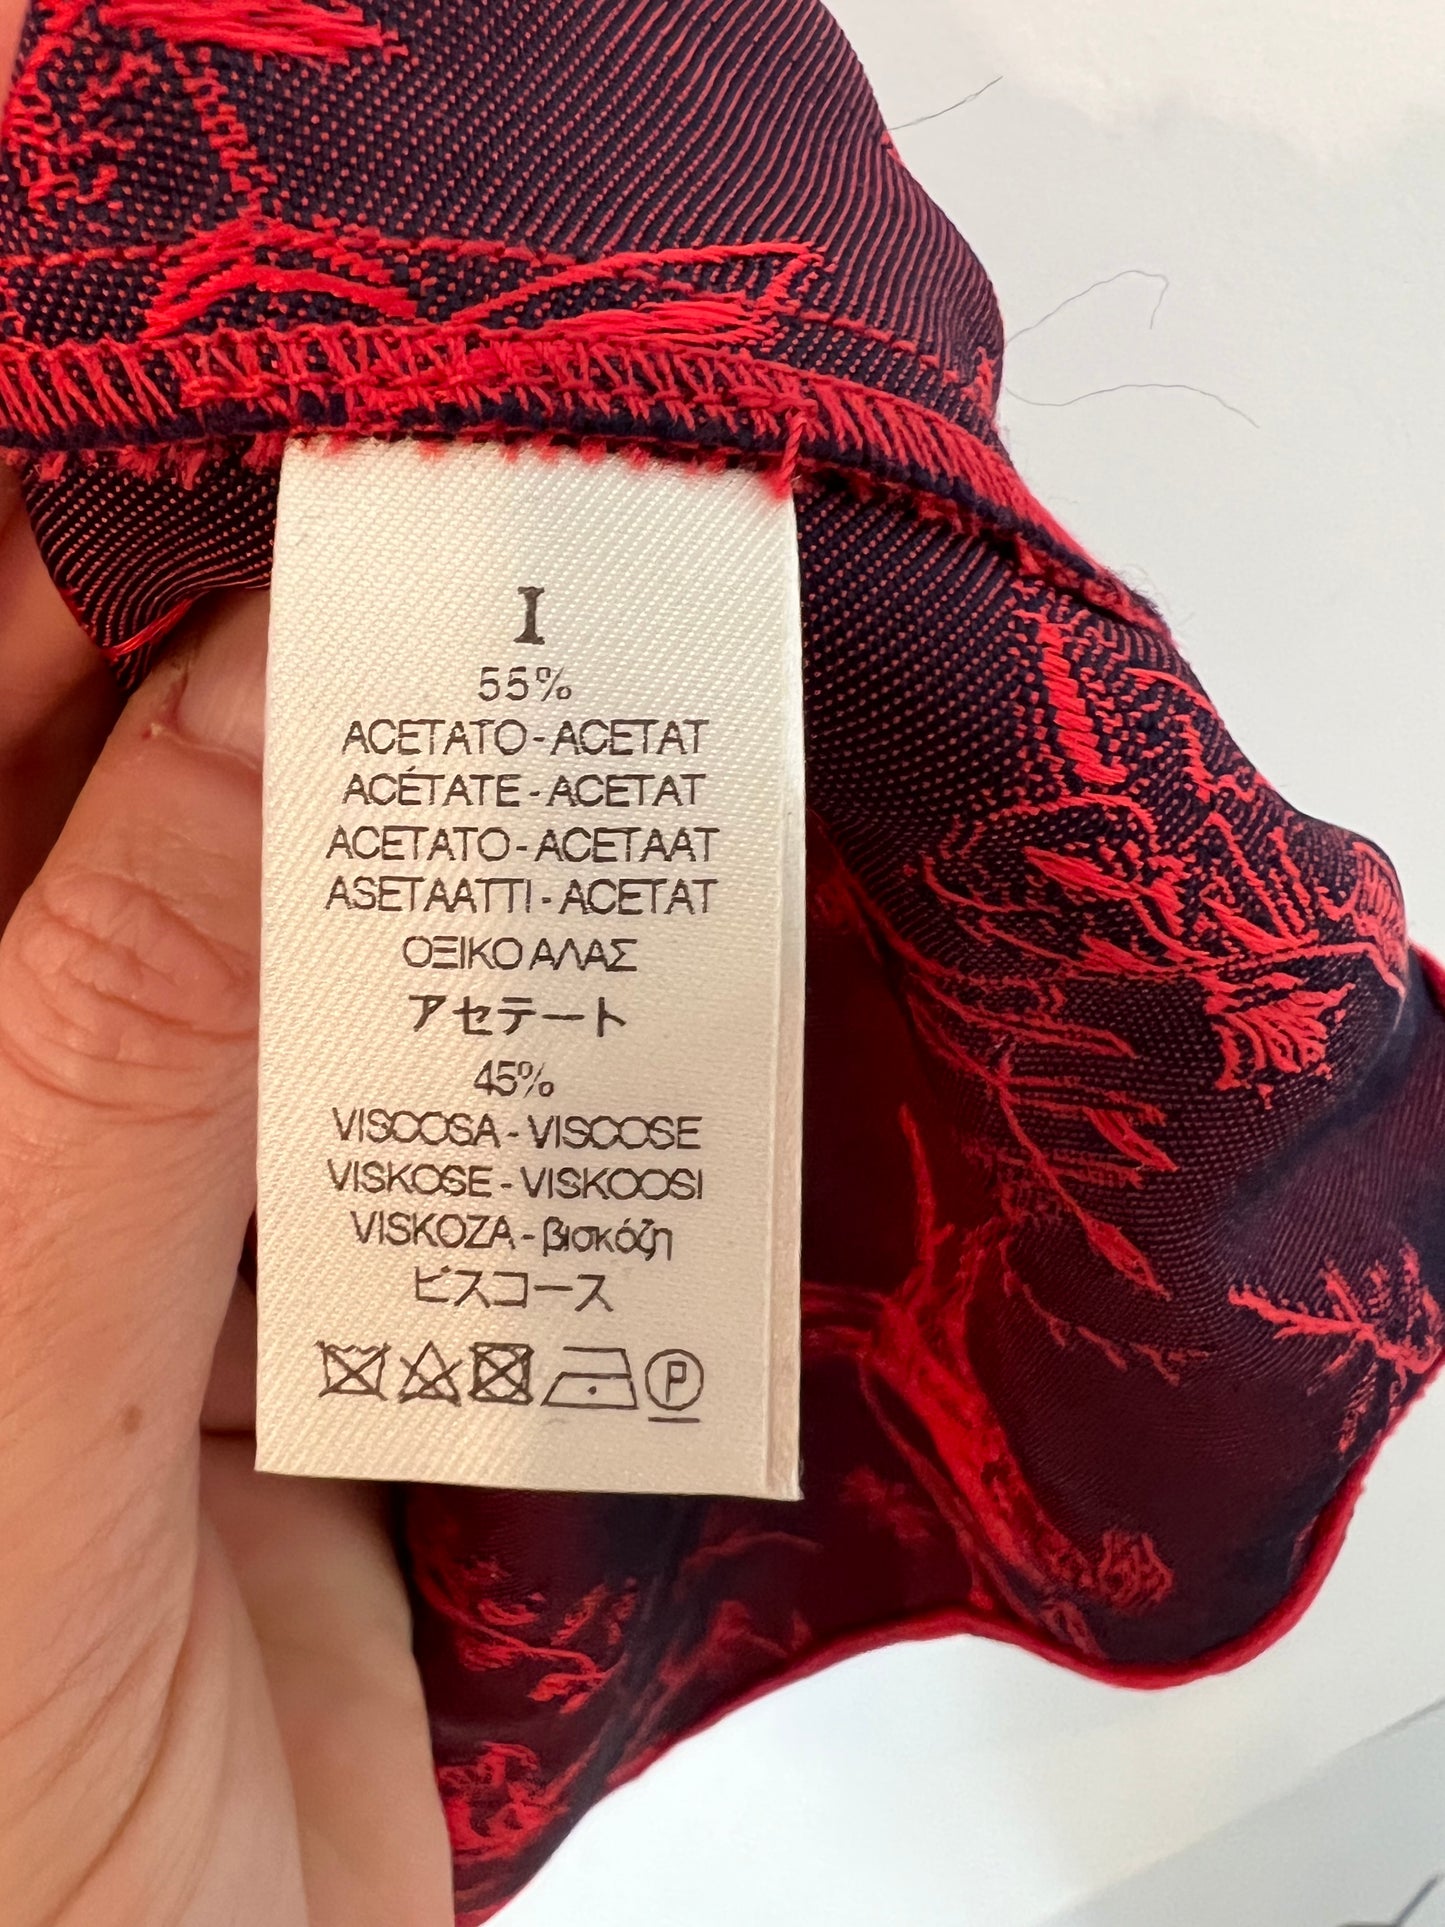 I
55%
ACETATO - ACETAT
ACÉTATE - ACETAT
ACETATO - ACETAAT
ASETAATTI - ACETAT
ΟΞΙΚΟ ΑΛΑΣ
アセテート
45%
VISCOSA - VISCOSE
VISKOSE - VISKOOSI
VISKOZA - βισκόζη
ビスコース
P